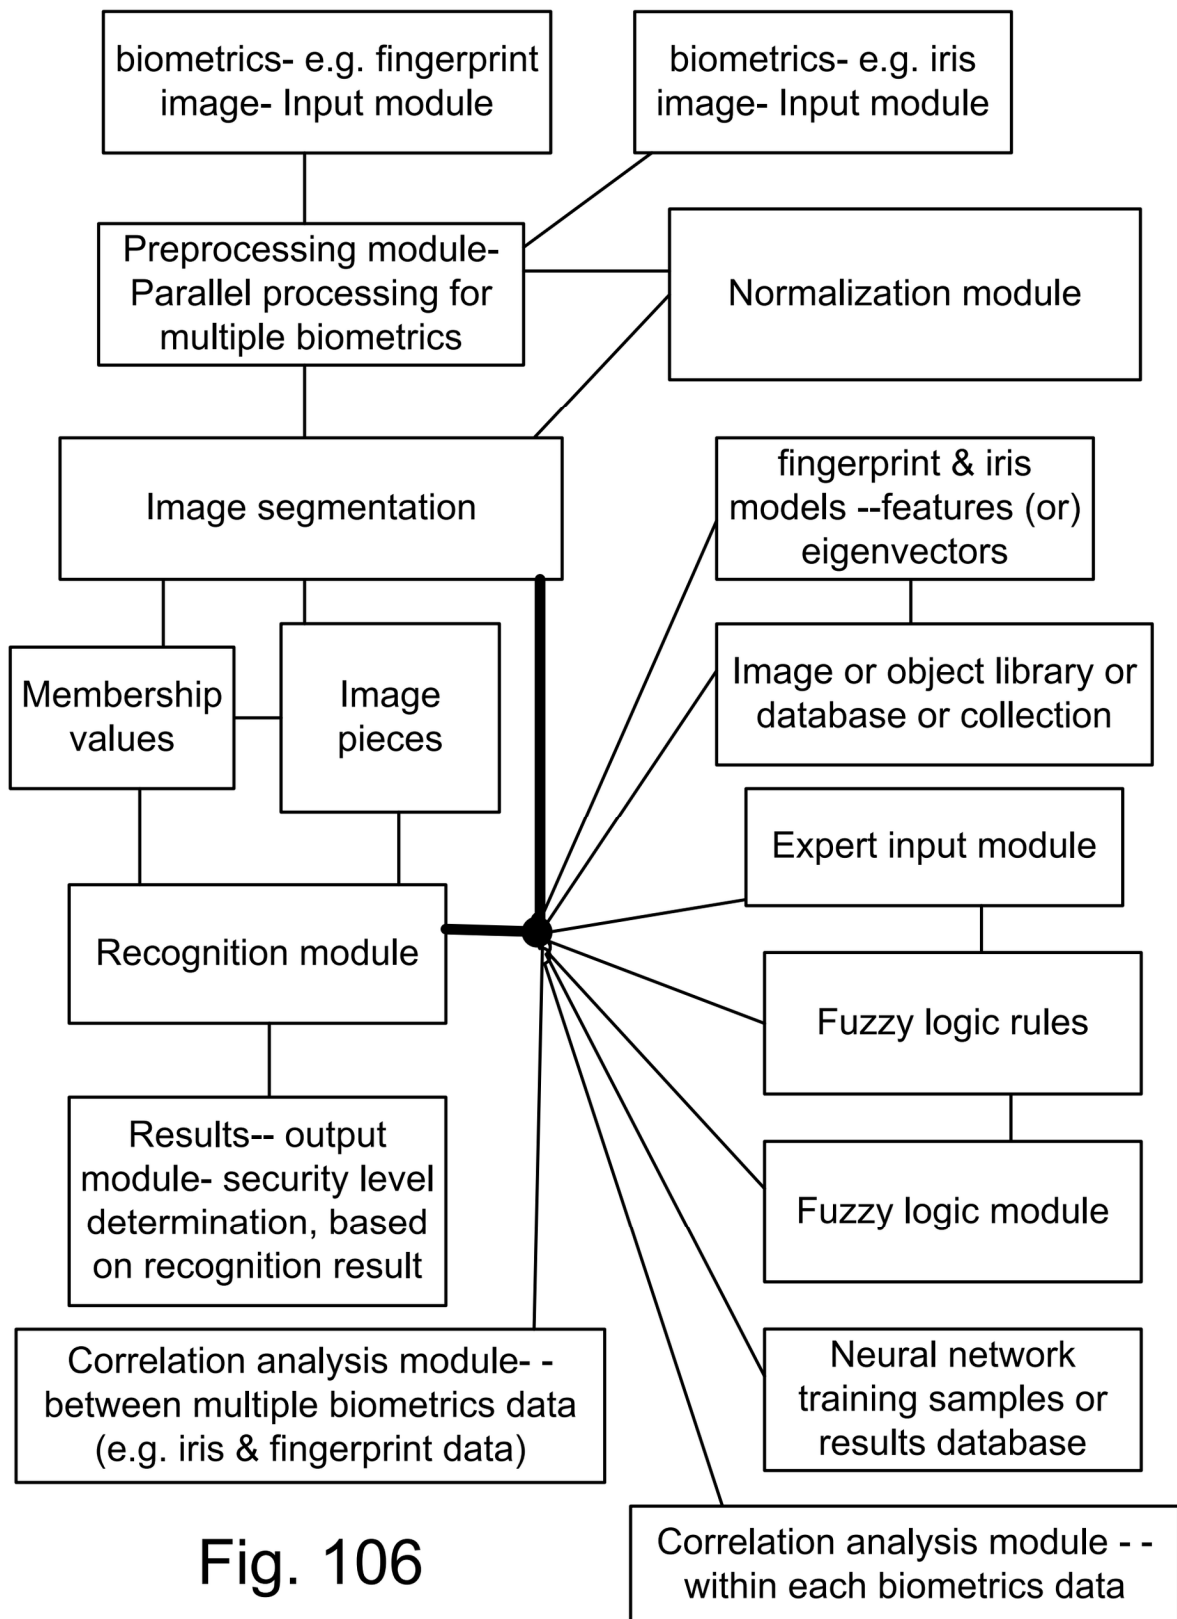 biometrics- e.g. fingerprint
image- Input module
biometrics- e.g. iris
image- Input module
Preprocessing module-
Parallel processing for
multiple biometrics
Normalization module
Image segmentation
fingerprint & iris
models --features (or)
eigenvectors
Membership
values
Image
pieces
Image or object library or
database or collection
Expert input module
Recognition module
Fuzzy logic rules
Results-- output
module- security level
determination, based
on recognition result
Fuzzy logic module
Correlation analysis module- -
between multiple biometrics data
(e.g. iris & fingerprint data)
Neural network
training samples or
results database
Correlation analysis module - -
within each biometrics data
Fig. 106